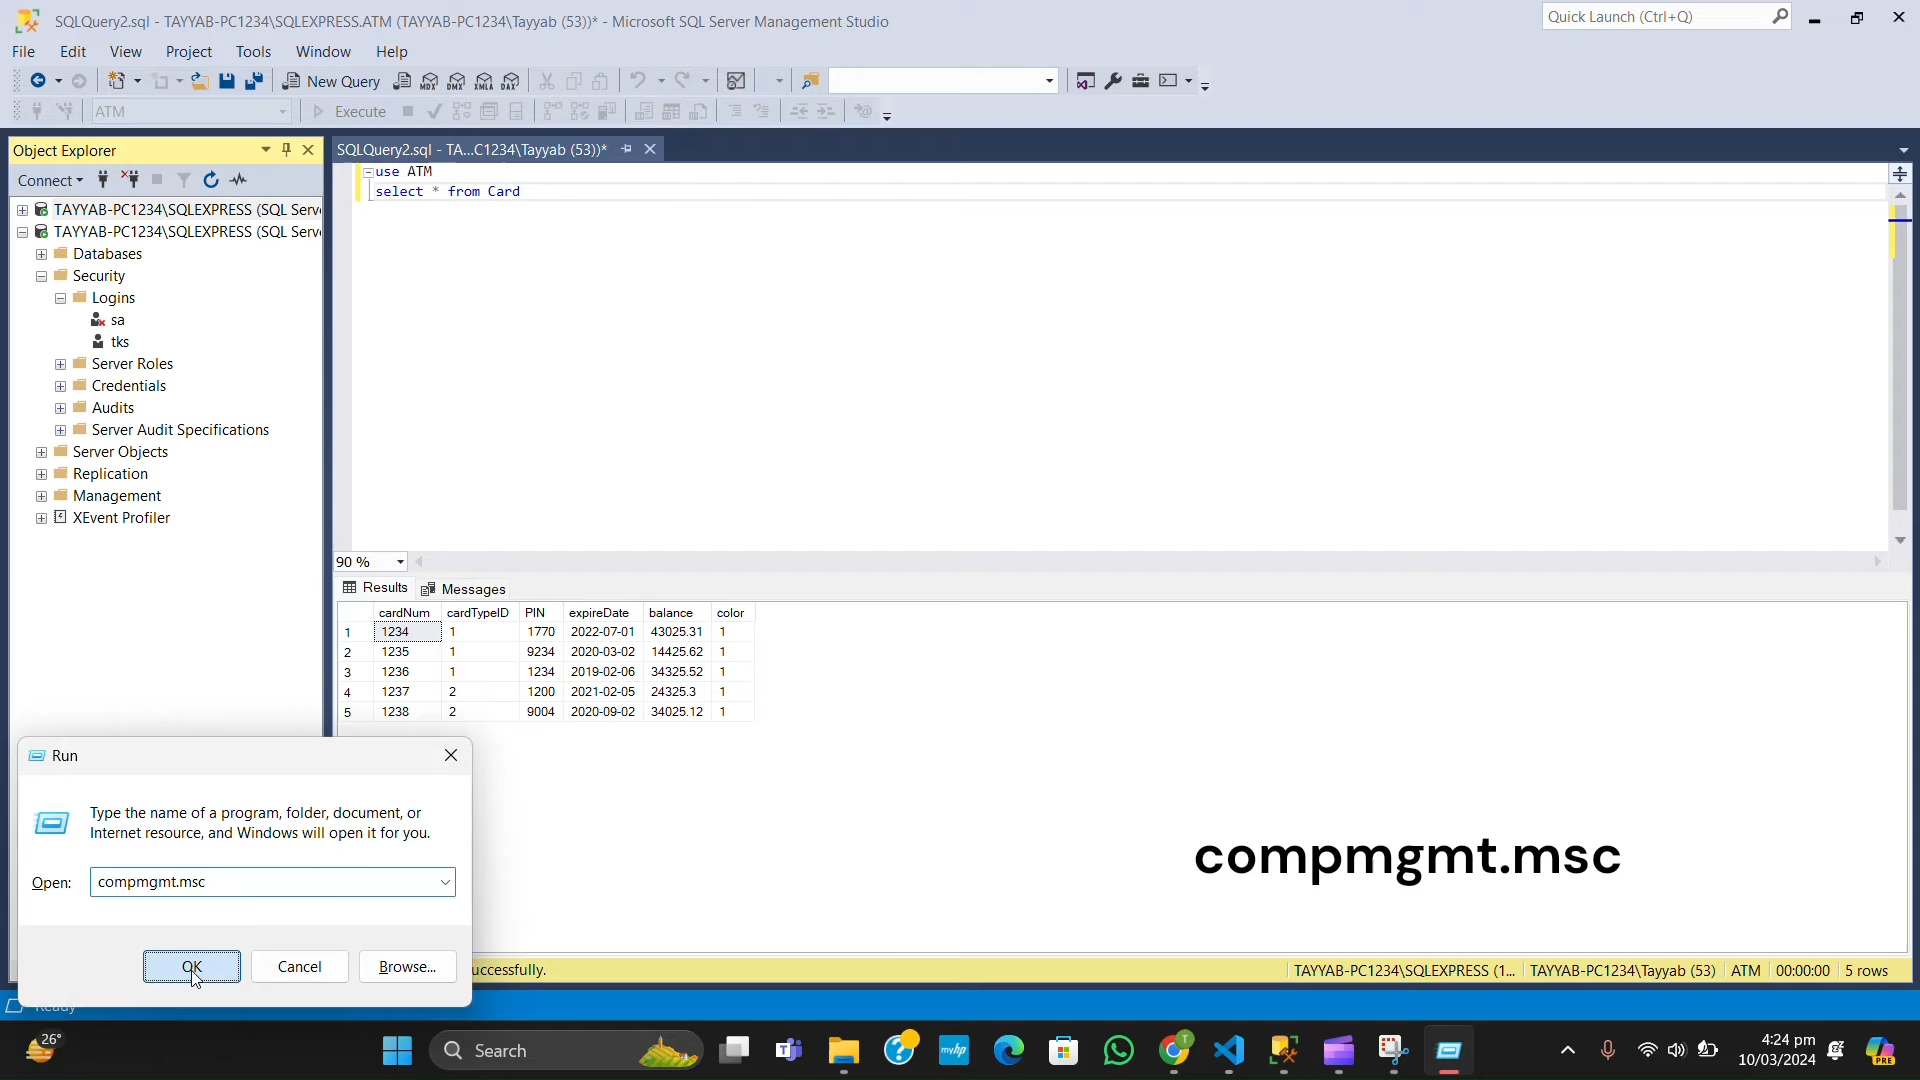 SQLQuery2.sql - TAYYAB-PC1234\SQLEXPRESS.ATM (TAYYAB-PC1234\Tayyab (53))* - Microsoft SQL Server Management Studio
Quick Launch (Ctrl+Q)
File Edit View Project Tools Window Help
New Query
MDX DMX XMLA DAX
ATM
Execute
Object Explorer
Connect
TAYYAB-PC1234\SQLEXPRESS (SQL Serv
TAYYAB-PC1234\SQLEXPRESS (SQL Serv
Databases
Security
Logins
sa
tks
Server Roles
Credentials
Audits
Server Audit Specifications
Server Objects
Replication
Management
XEvent Profiler
SQLQuery2.sql - TA...C1234\Tayyab (53))*
use ATM
select * from Card
90 %
Results Messages
cardNum cardTypeID PIN expireDate balance color
1 1234 1 1770 2022-07-01 43025.31 1
2 1235 1 9234 2020-03-02 14425.62 1
3 1236 1 1234 2019-02-06 34325.52 1
4 1237 2 1200 2021-02-05 24325.3 1
5 1238 2 9004 2020-09-02 34025.12 1
Run
Type the name of a program, folder, document, or
Internet resource, and Windows will open it for you.
Open: compmgmt.msc
OK Cancel Browse...
compmgmt.msc
uccessfully.
TAYYAB-PC1234\SQLEXPRESS (1... TAYYAB-PC1234\Tayyab (53) ATM 00:00:00 5 rows
Ready
26°
Search
myhp
T
4:24 pm
10/03/2024
PRE